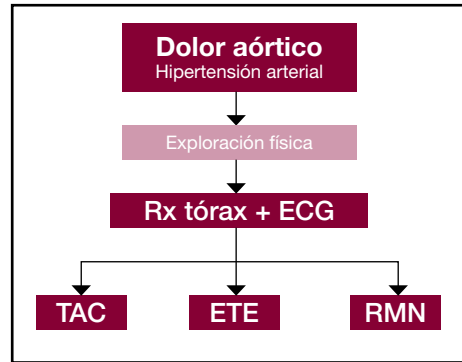 Dolor aórtico
Hipertensión arterial
Exploración física
Rx tórax + ECG
TAC
ETE
RMN